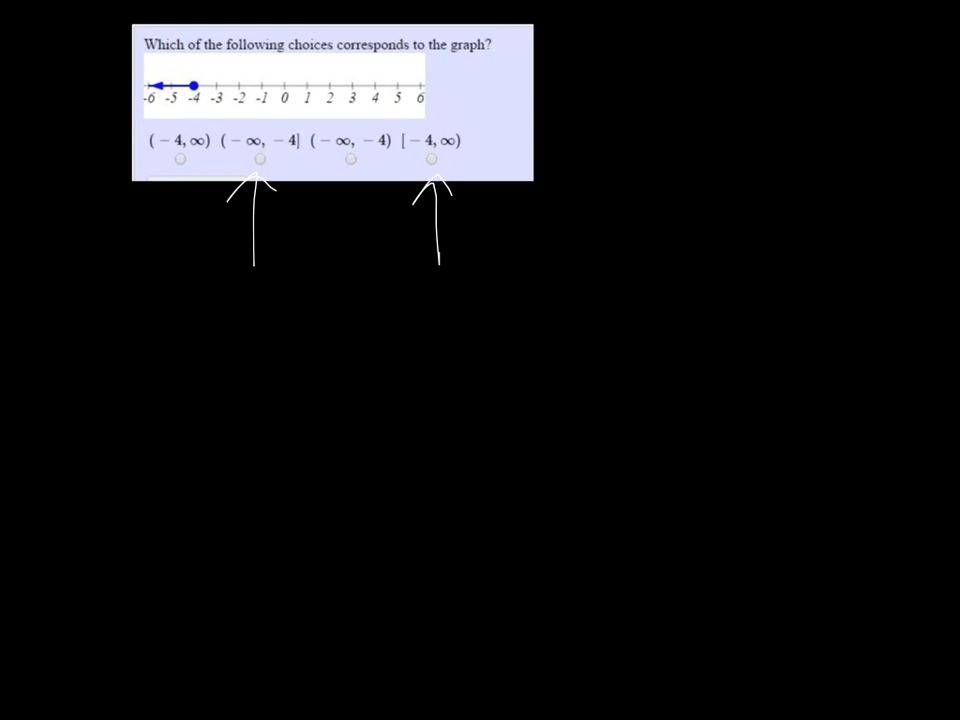 Which of the following choices corresponds to the graph?
-6 -5 -4 -3 -2 -1 0 1 2 3 4 5 6
( − 4, ∞) ( − ∞, − 4] ( − ∞, − 4) [ − 4, ∞)